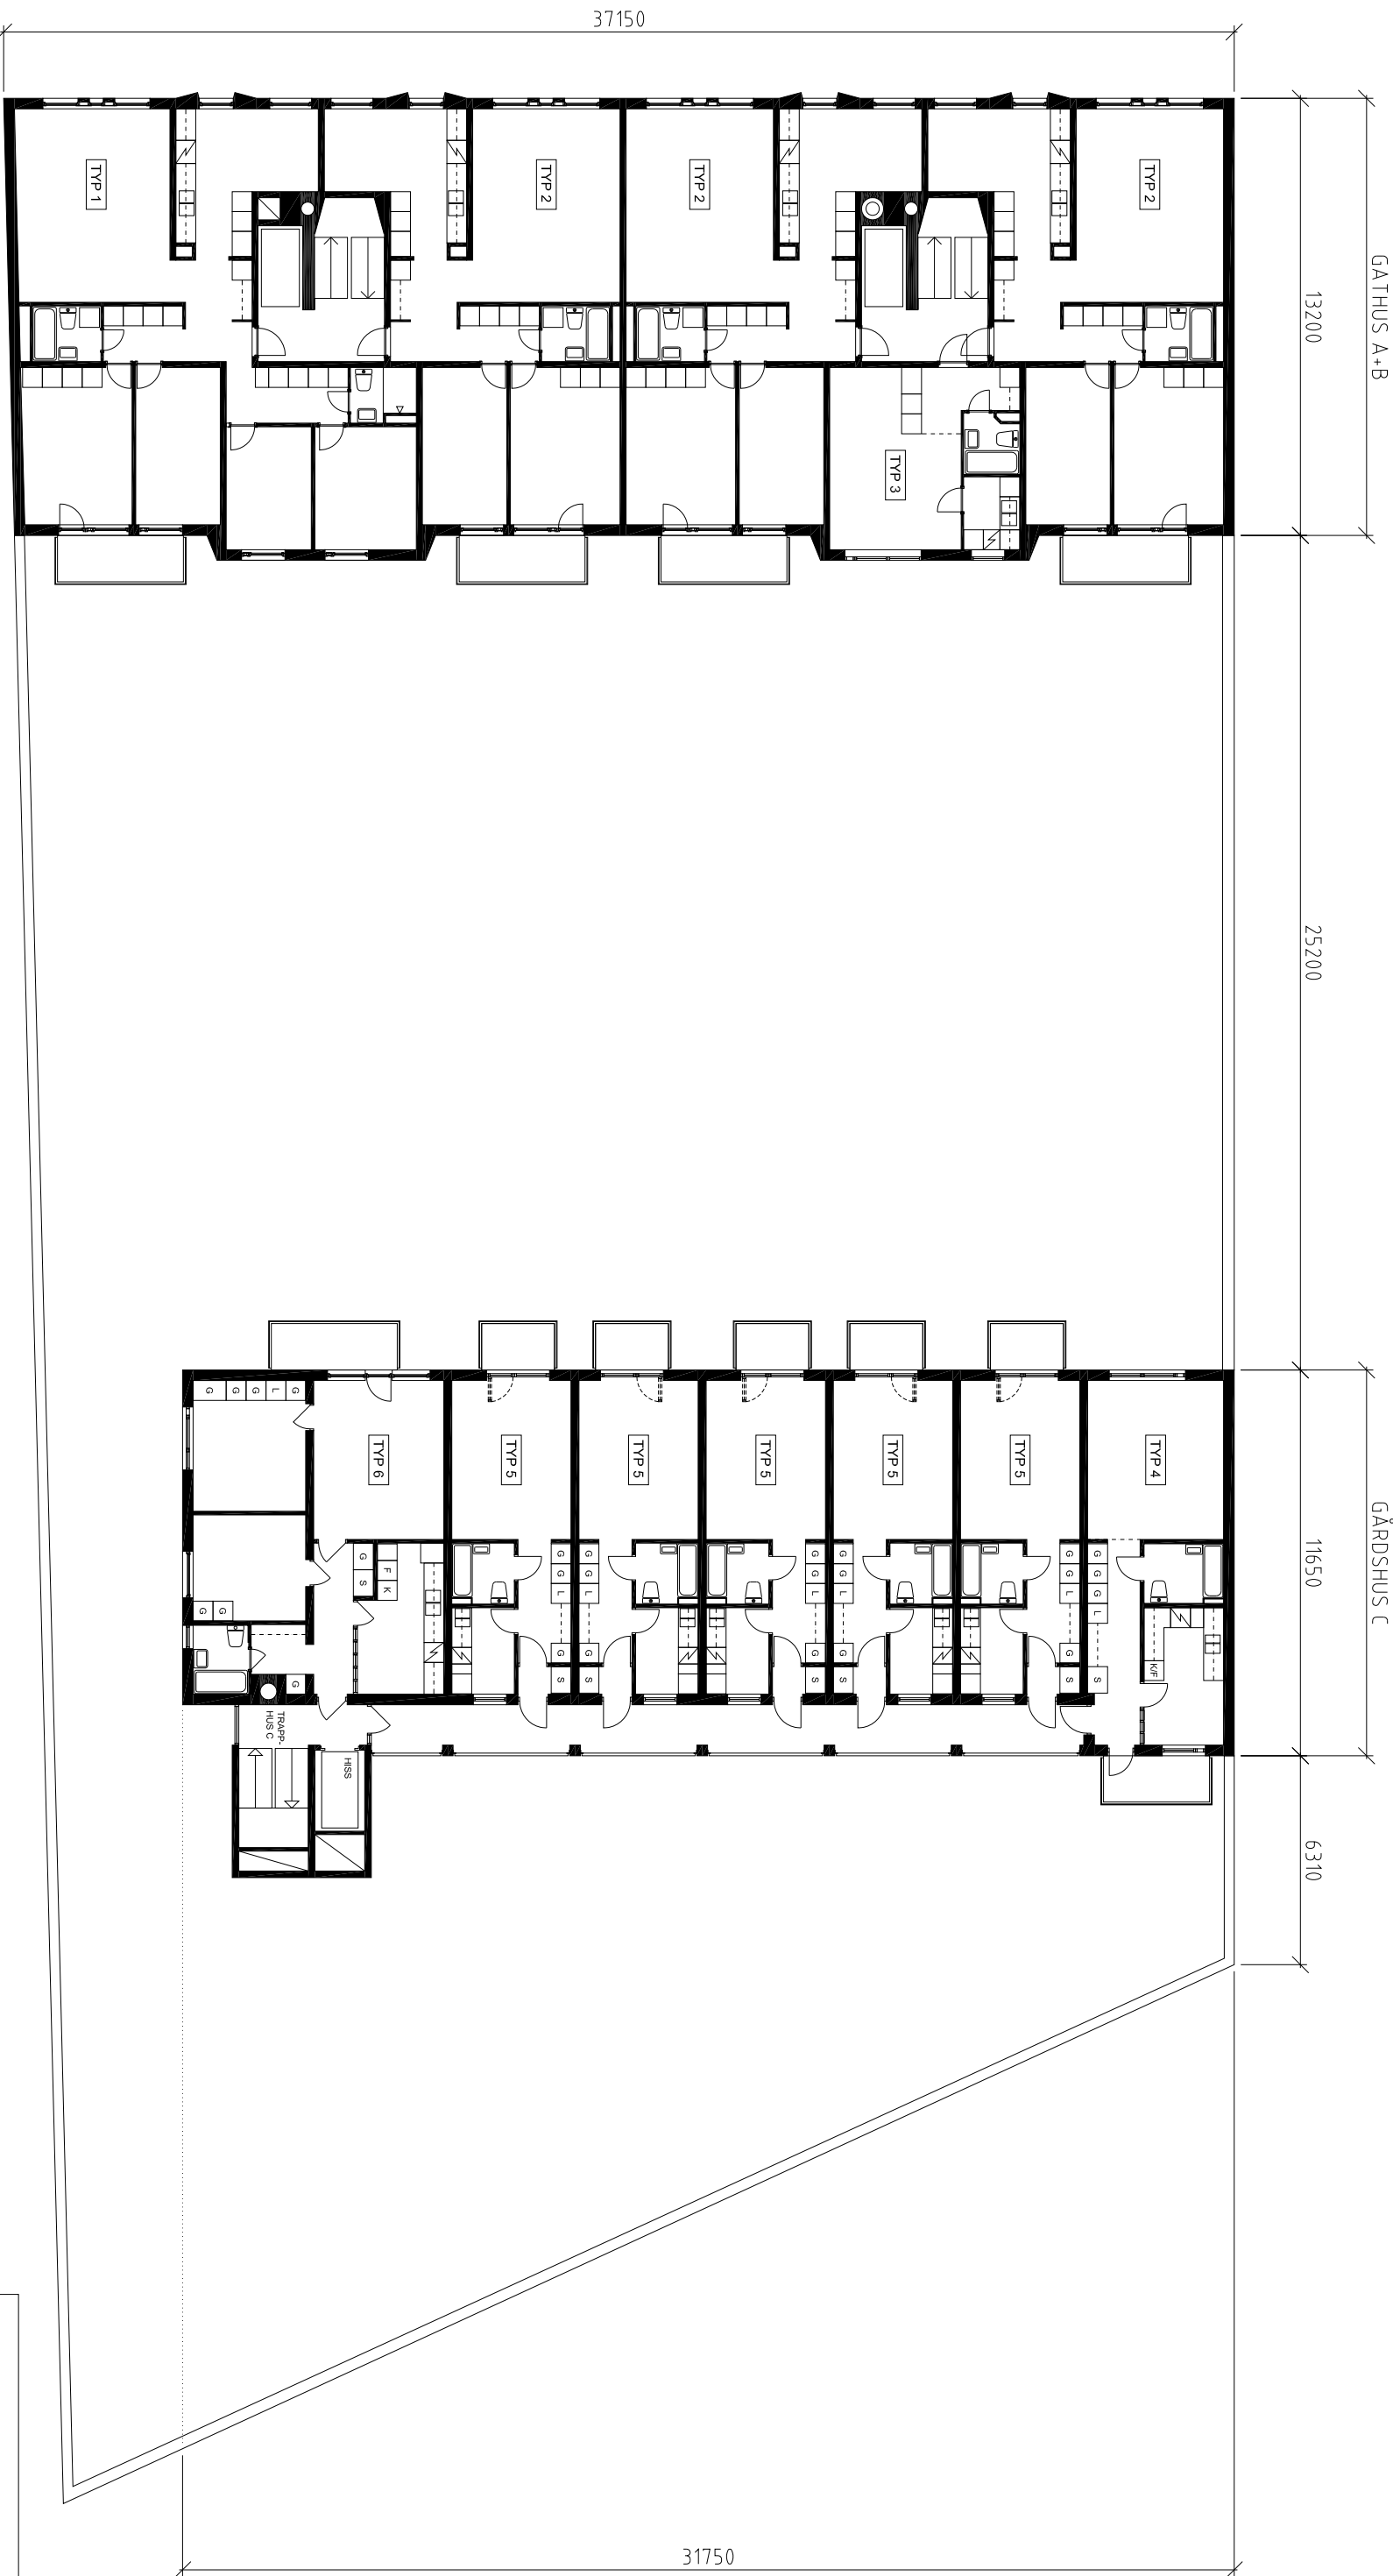 37150
GATHUS A+B
13200
25200
GÅRDSHUS C
11650
6310
31750
TYP 1
TYP 2
TYP 2
TYP 2
TYP 3
TYP 6
TYP 5
TYP 5
TYP 5
TYP 5
TYP 5
TYP 4
G G G L G
G G
G
G S
F
K
G G L G S
G G L G S
G G L G S
G G L G S
G G L G S
G G G L S
K/F
TRAPP-
HUS C
HISS